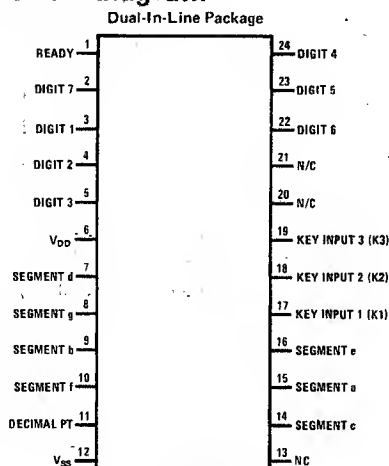 Dual-In-Line Package
READY 1
DIGIT 7 2
DIGIT 1 3
DIGIT 2 4
DIGIT 3 5
VDD 6
SEGMENT d 7
SEGMENT g 8
SEGMENT b 9
SEGMENT f 10
DECIMAL PT 11
VSS 12
24 DIGIT 4
23 DIGIT 5
22 DIGIT 6
21 N/C
20 N/C
19 KEY INPUT 3 (K3)
18 KEY INPUT 2 (K2)
17 KEY INPUT 1 (K1)
16 SEGMENT e
15 SEGMENT a
14 SEGMENT c
13 NC